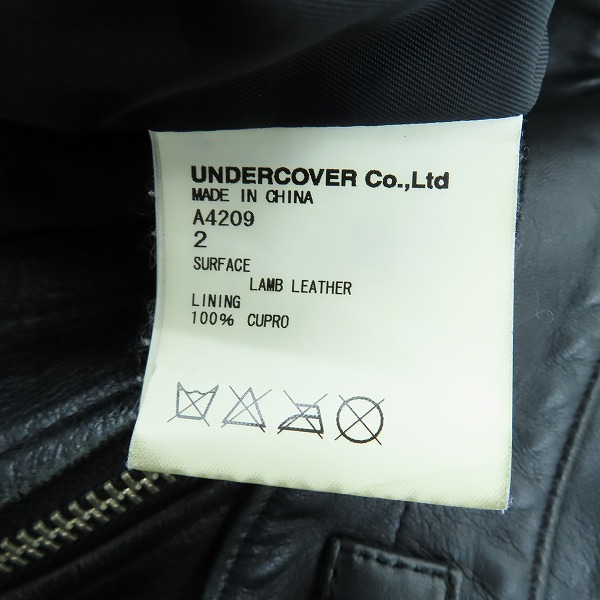 UNDERCOVER Co.,Ltd
MADE IN CHINA
A4209
2
SURFACE
LAMB LEATHER
LINING
100% CUPRO